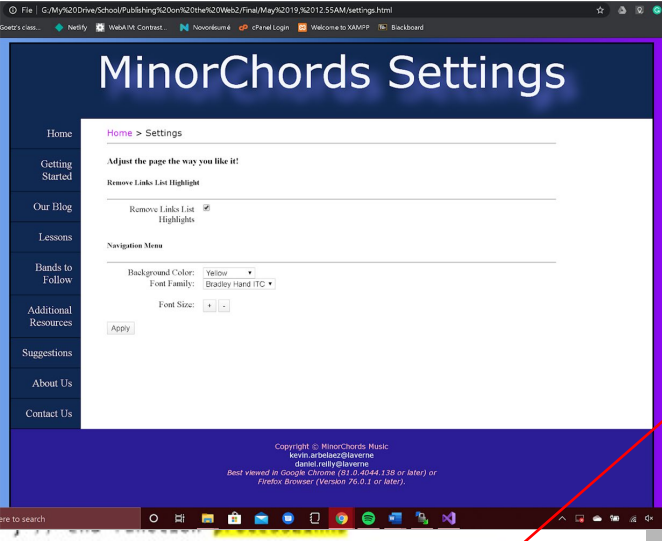 File | G:/My%20Drive/School/Publishing%20on%20the%20Web2/Final/May%2019,%2012.55AM/settings.html
Goetz's class... Netlify WebAIM: Contrast... Novorésumé cPanel Login Welcome to XAMPP Blackboard
MinorChords Settings
Home
Getting
Started
Our Blog
Lessons
Bands to
Follow
Additional
Resources
Suggestions
About Us
Contact Us
Home > Settings
Adjust the page the way you like it!
Remove Links List Highlight
Remove Links List
Highlights
Navigation Menu
Background Color: Yellow
Font Family: Bradley Hand ITC
Font Size: + -
Apply
Copyright © MinorChords Music
kevin.arbelaez@laverne
daniel.reilly@laverne
Best viewed in Google Chrome (81.0.4044.138 or later) or
Firefox Browser (Version 76.0.1 or later).
ere to search